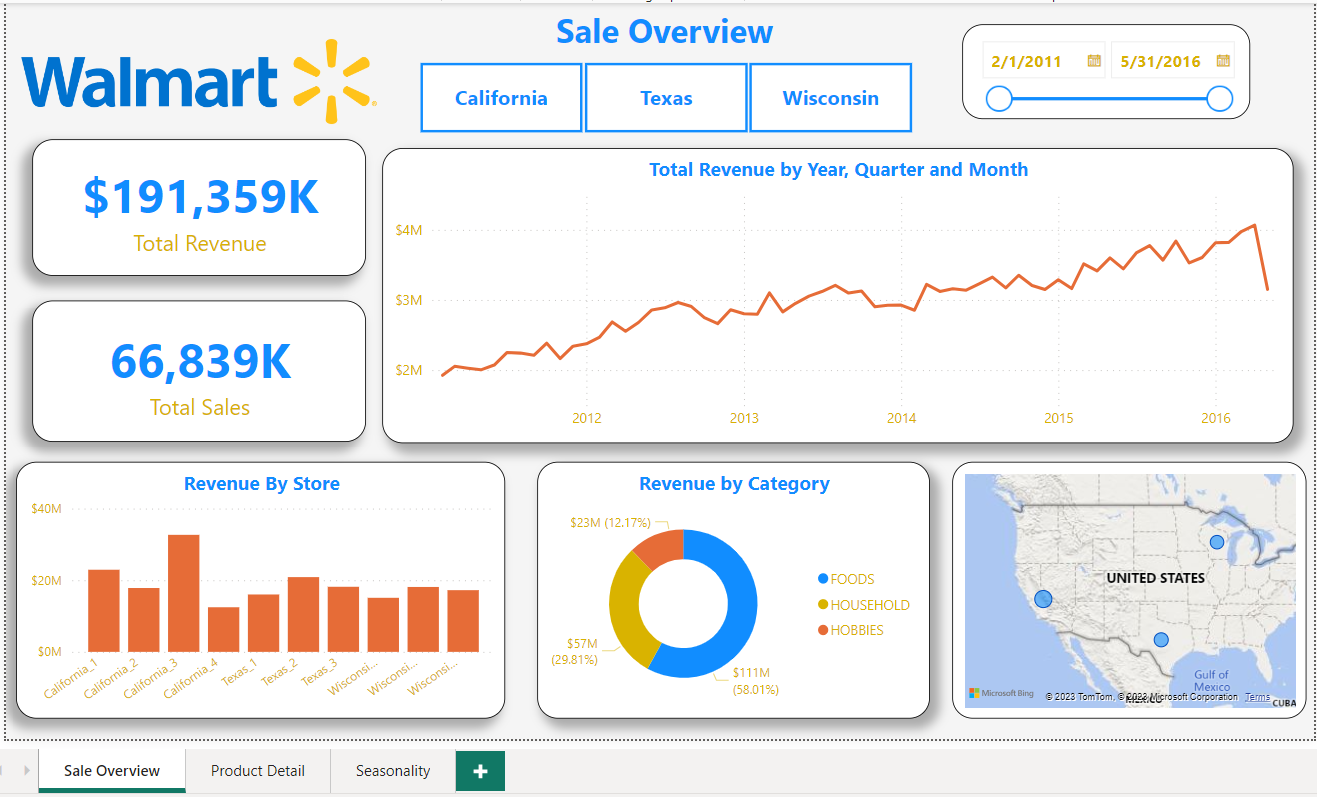 Sale Overview
Walmart
California
Texas
Wisconsin
2/1/2011
5/31/2016
$191,359K
Total Revenue
66,839K
Total Sales
Total Revenue by Year, Quarter and Month
$4M
$3M
$2M
2012
2013
2014
2015
2016
Revenue By Store
$40M
$20M
$0M
California_1
California_2
California_3
California_4
Texas_1
Texas_2
Texas_3
Wisconsi...
Wisconsi...
Wisconsi...
Revenue by Category
$23M (12.17%)
$57M
(29.81%)
$111M
(58.01%)
FOODS
HOUSEHOLD
HOBBIES
UNITED STATES
Gulf of
Mexico
MEXICO
CUBA
Microsoft Bing
© 2023 TomTom, © 2023 Microsoft Corporation Terms
Sale Overview
Product Detail
Seasonality